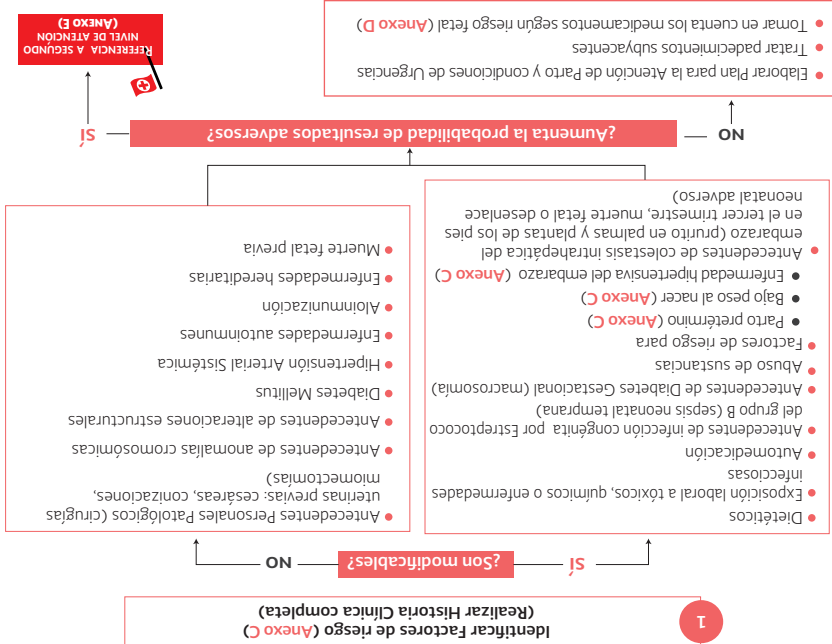 1
Identificar Factores de riesgo (Anexo C)
(Realizar Historia Clínica completa)
SÍ
¿Son modificables?
NO
Dietéticos
Exposición laboral a tóxicos, químicos o enfermedades
infecciosas
Automedicación
Antecedentes de infección congénita por Estreptococo
del grupo B (sepsis neonatal temprana)
Antecedentes de Diabetes Gestacional (macrosomía)
Abuso de sustancias
Factores de riesgo para
Parto prétérmino (Anexo C)
Bajo peso al nacer (Anexo C)
Enfermedad hipertensiva del embarazo (Anexo C)
Antecedentes de colestasis intrahepática del
embarazo (prurito en palmas y plantas de los pies
en el tercer trimestre, muerte fetal o desenlace
neonatal adverso)
Antecedentes Personales Patológicos (cirugías
uterinas previas: cesáreas, conizaciones,
miomectomías)
Antecedentes de anomalías cromosómicas
Antecedentes de alteraciones estructurales
Diabetes Mellitus
Hipertensión Arterial Sistémica
Enfermedades autoinmunes
Aloinmunización
Enfermedades hereditarias
Muerte fetal previa
NO
¿Aumenta la probabilidad de resultados adversos?
SÍ
Elaborar Plan para la Atención de Parto y condiciones de Urgencias
Tratar padecimientos subyacentes
Tomar en cuenta los medicamentos según riesgo fetal (Anexo D)
REFERENCIA A SEGUNDO
NIVEL DE ATENCIÓN
(ANEXO E)